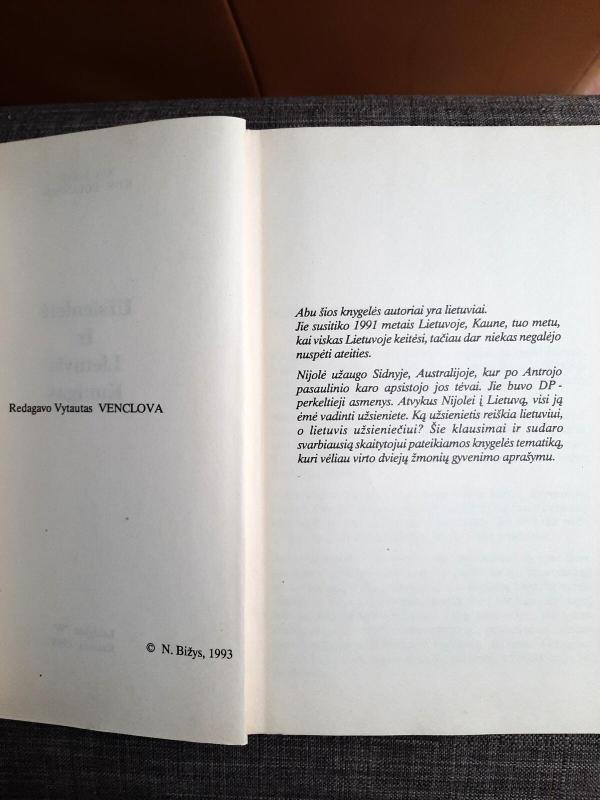 Redagavo Vytautas VENCLOVA
© N. Bižys, 1993
Abu šios knygelės autoriai yra lietuviai.
Jie susitiko 1991 metais Lietuvoje, Kaune, tuo metu,
kai viskas Lietuvoje keitėsi, tačiau dar niekas negalėjo
nuspėti ateities.
Nijolė užaugo Sidnyje, Australijoje, kur po Antrojo
pasaulinio karo apsistojo jos tėvai. Jie buvo DP -
perkeltieji asmenys. Atvykus Nijolei į Lietuvą, visi ją
ėmė vadinti užsieniete. Ką užsienietis reiškia lietuviui,
o lietuvis užsieniečiui? Šie klausimai ir sudaro
svarbiausią skaitytojui pateikiamos knygelės tematiką,
kuri vėliau virto dviejų žmonių gyvenimo aprašymu.